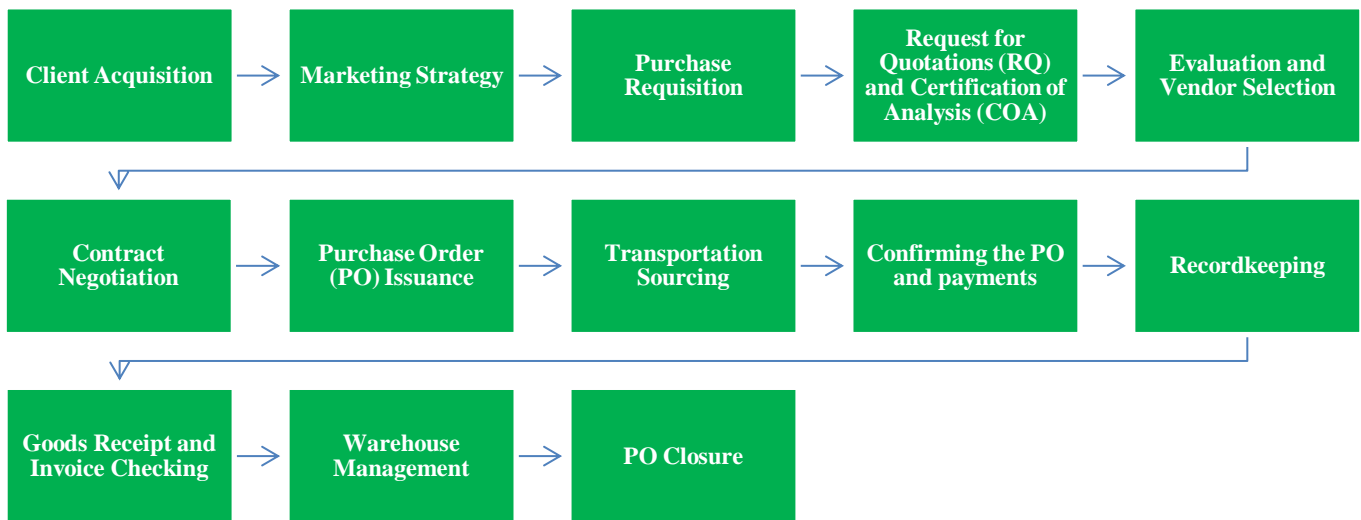 Client Acquisition
Marketing Strategy
Purchase
Requisition
Request for
Quotations (RQ)
and Certification of
Analysis (COA)
Evaluation and
Vendor Selection
Contract
Negotiation
Purchase Order
(PO) Issuance
Transportation
Sourcing
Confirming the PO
and payments
Recordkeeping
Goods Receipt and
Invoice Checking
Warehouse
Management
PO Closure